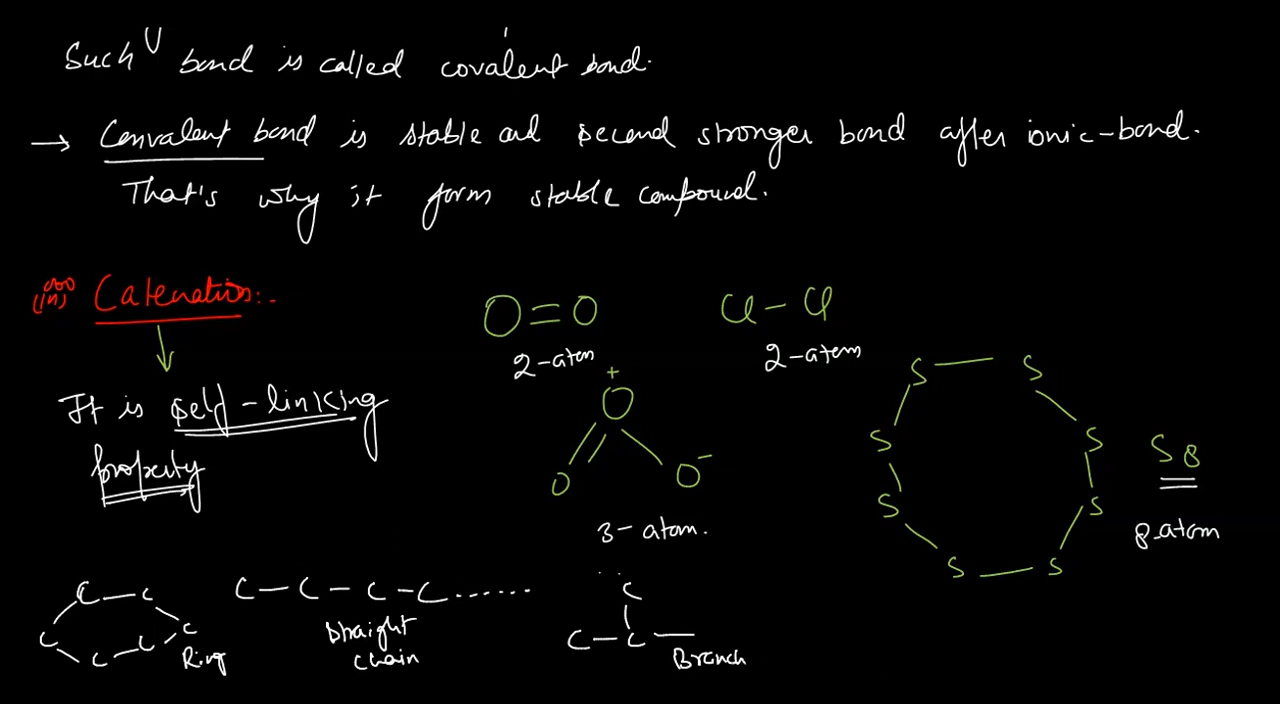 Such bond is called covalent bond.
→ Convalent bond is stable and second stronger bond after ionic-bond.
That's why it form stable compound.
Catenation:-
It is self-linking
property
O=O
2-atom
Cl-Cl
2-atom
+
O
O O-
3-atom.
S S
S S
S S
S S
S8
8-atom
C-C
C C
C-C
Ring
C-C-C-C......
Straight
chain
C
C-C-
Branch